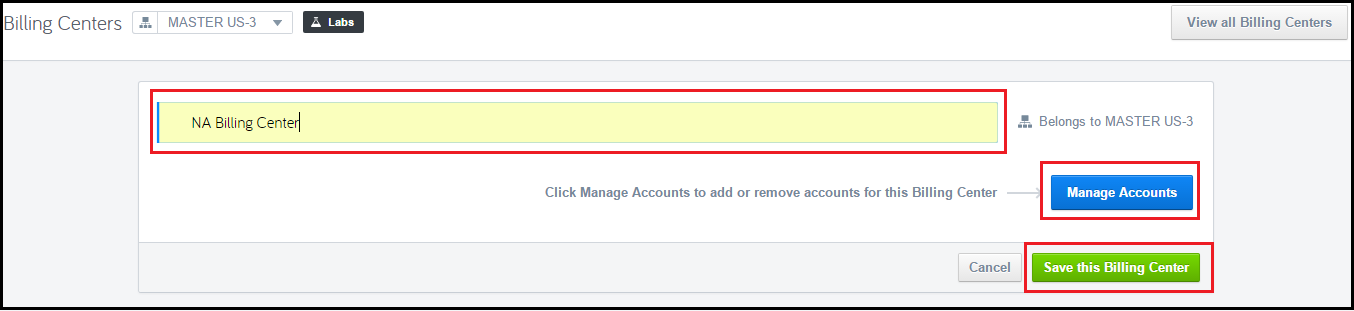 Billing Centers MASTER US-3 Labs View all Billing Centers
NA Billing Center Belongs to MASTER US-3
Click Manage Accounts to add or remove accounts for this Billing Center Manage Accounts
Cancel Save this Billing Center